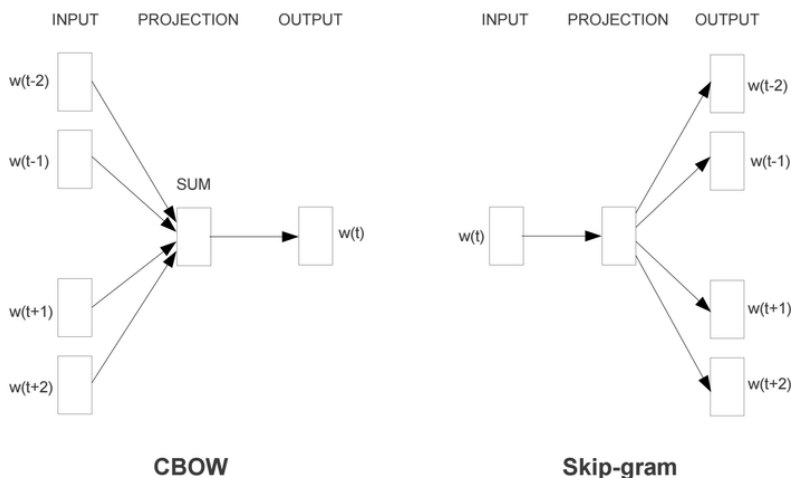 INPUT PROJECTION OUTPUT
w(t-2)
w(t-1)
SUM
w(t)
w(t+1)
w(t+2)
CBOW
INPUT PROJECTION OUTPUT
w(t-2)
w(t-1)
w(t)
w(t+1)
w(t+2)
Skip-gram